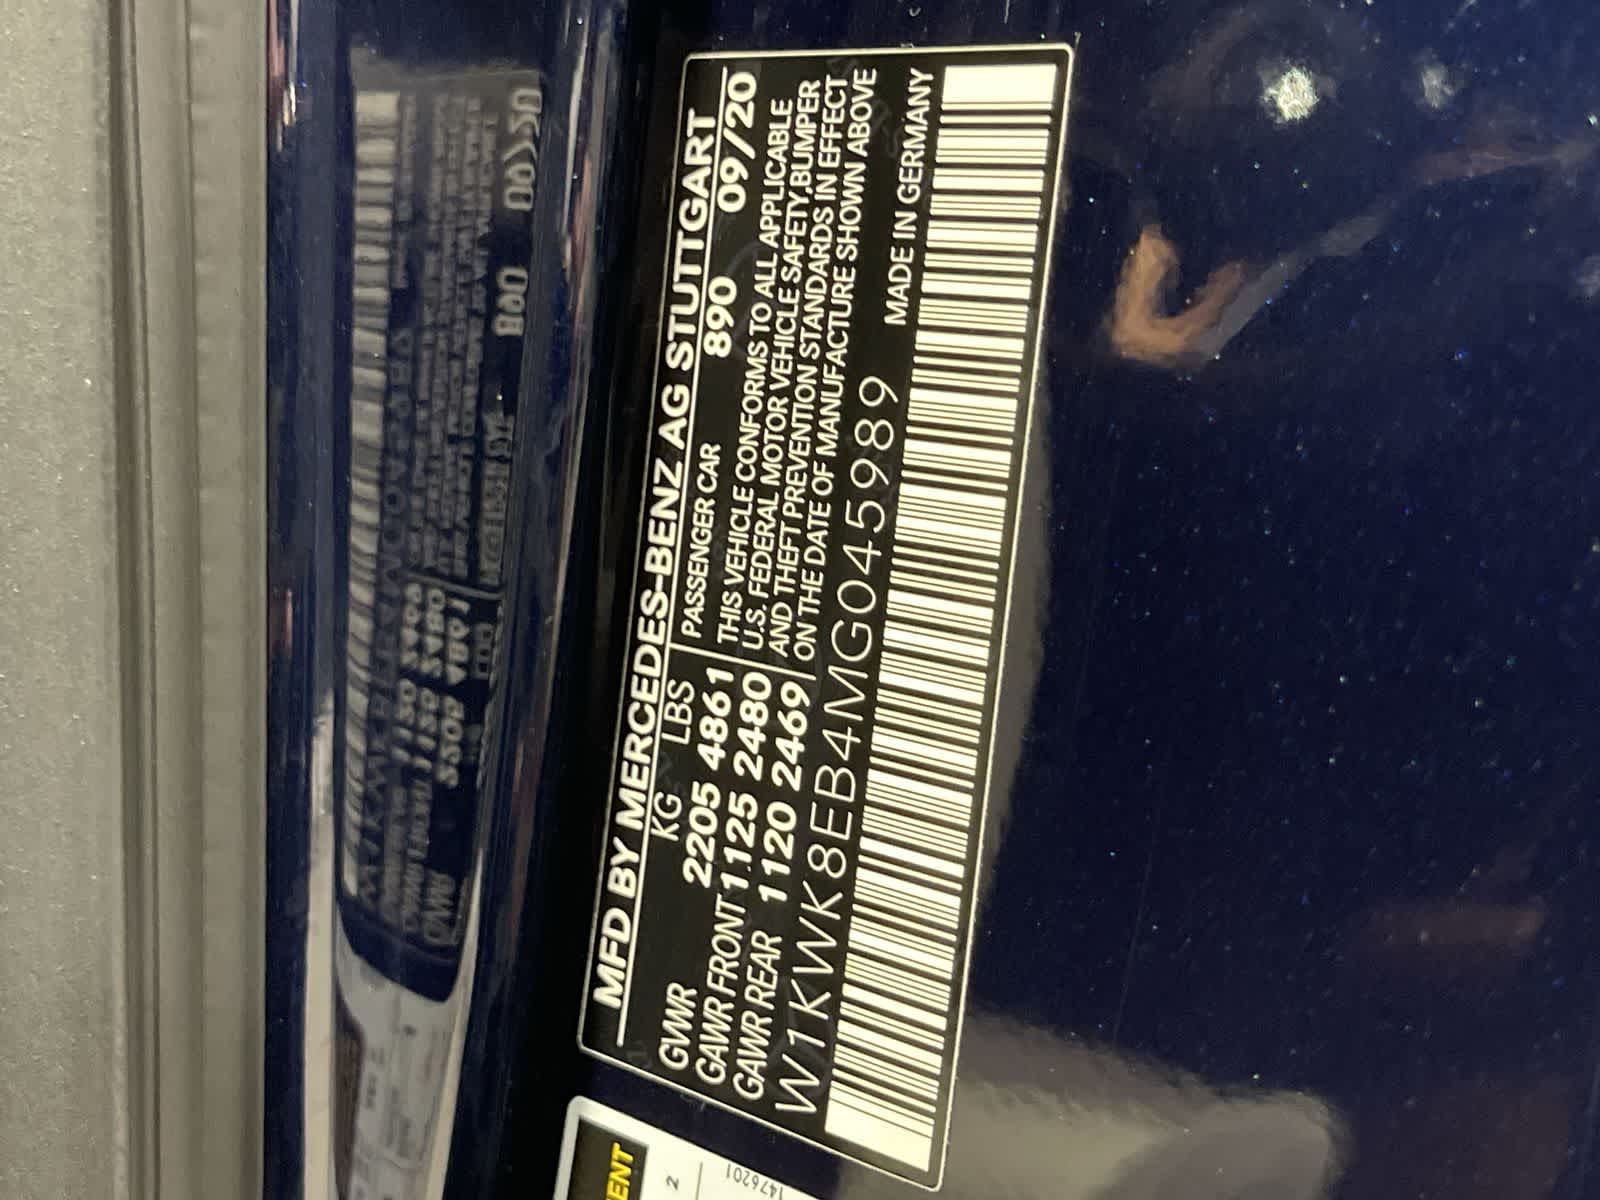 MFD BY MERCEDES-BENZ AG STUTTGART
KG LBS PASSENGER CAR 890 09/20
GVWR 2205 4861
GAWR FRONT 1125 2480
GAWR REAR 1120 2469
THIS VEHICLE CONFORMS TO ALL APPLICABLE
U.S. FEDERAL MOTOR VEHICLE SAFETY,BUMPER
AND THEFT PREVENTION STANDARDS IN EFFECT
ON THE DATE OF MANUFACTURE SHOWN ABOVE
W1KWK8EB4MG045989 MADE IN GERMANY
2
1476201